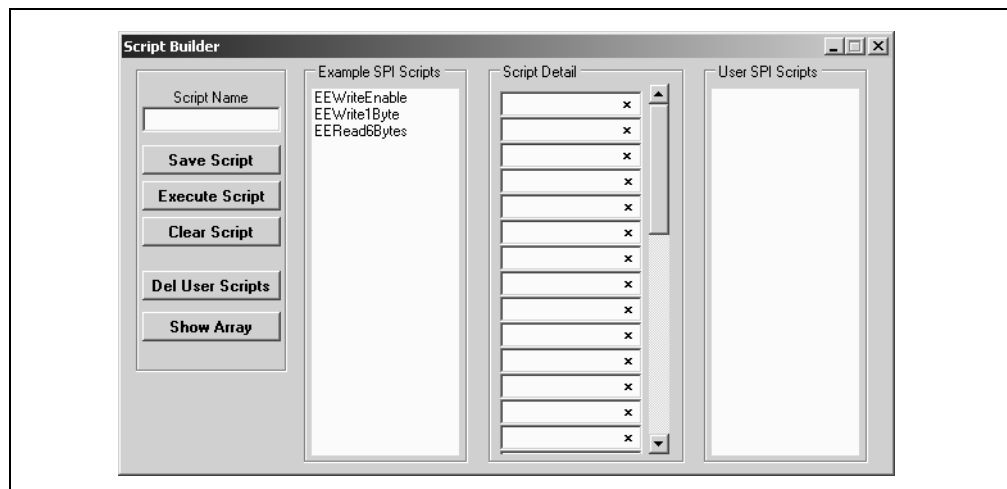 Script Builder
Script Name
Save Script
Execute Script
Clear Script
Del User Scripts
Show Array
Example SPI Scripts
EEWriteEnable
EEWrite1Byte
EERead6Bytes
Script Detail
x
x
x
x
x
x
x
x
x
x
x
x
x
x
User SPI Scripts